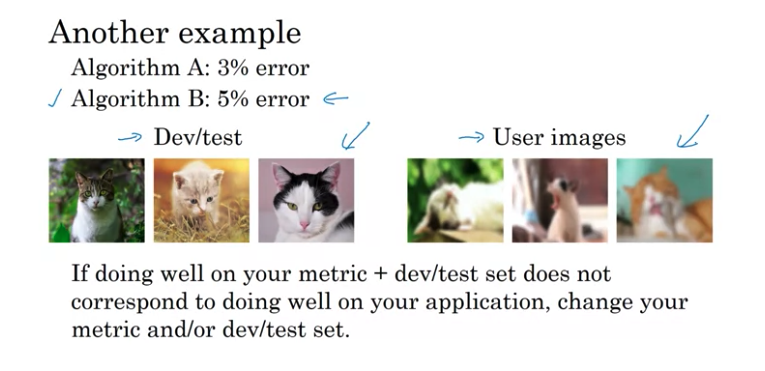 Another example
Algorithm A: 3% error
Algorithm B: 5% error
Dev/test
User images
If doing well on your metric + dev/test set does not
correspond to doing well on your application, change your
metric and/or dev/test set.